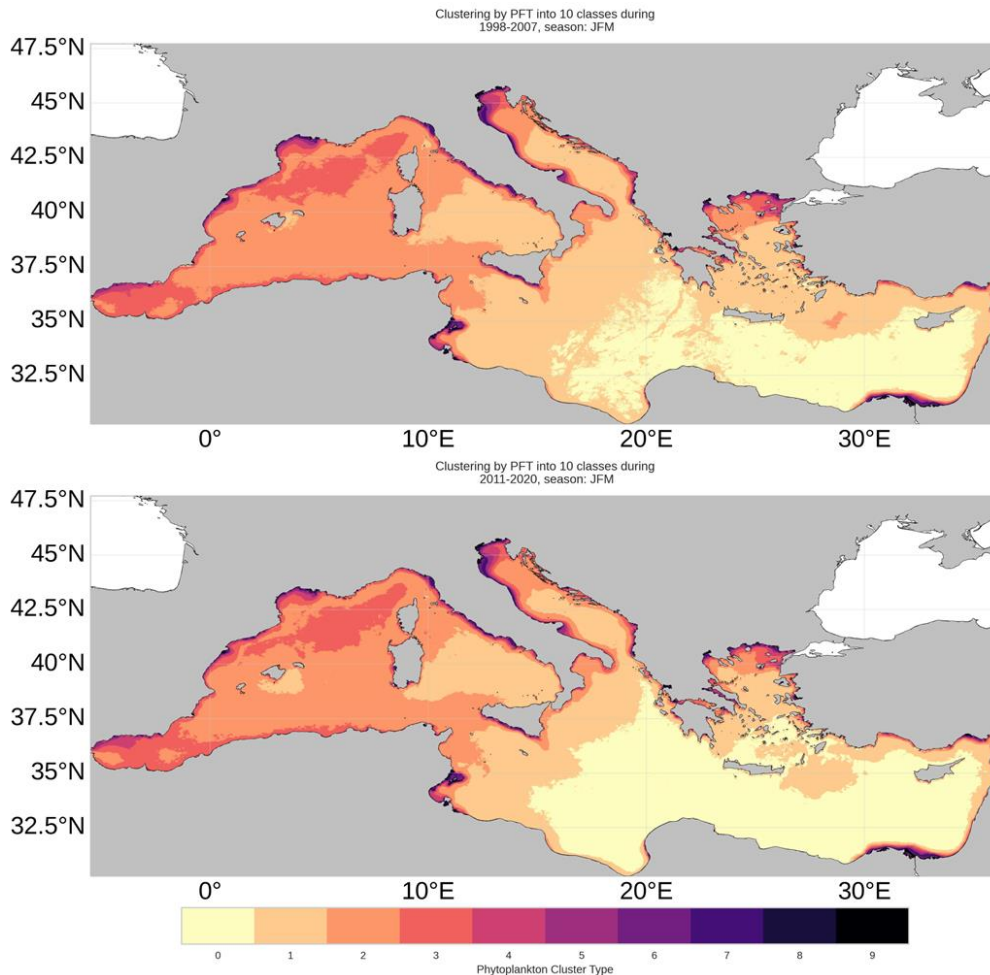 Clustering by PFT into 10 classes during
1998-2007, season: JFM
47.5°N
45°N
42.5°N
40°N
37.5°N
35°N
32.5°N
0° 10°E 20°E 30°E
Clustering by PFT into 10 classes during
2011-2020, season: JFM
47.5°N
45°N
42.5°N
40°N
37.5°N
35°N
32.5°N
0° 10°E 20°E 30°E
0 1 2 3 4 5 6 7 8 9
Phytoplankton Cluster Type